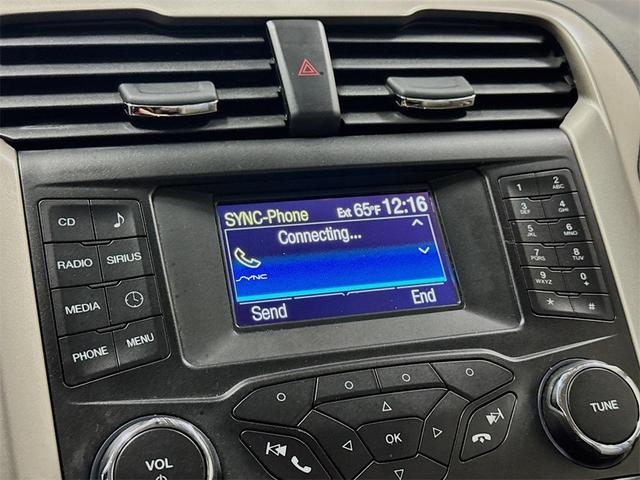 SYNC-Phone Ext 65°F 12:16
Connecting...
SYNC
Send End
CD
RADIO SIRIUS
MEDIA
PHONE MENU
1 2 ABC
3 DEF 4 GHI
5 JKL 6 MNO
7 PQRS 8 TUV
9 WXYZ 0 +
* #
OK
VOL
TUNE